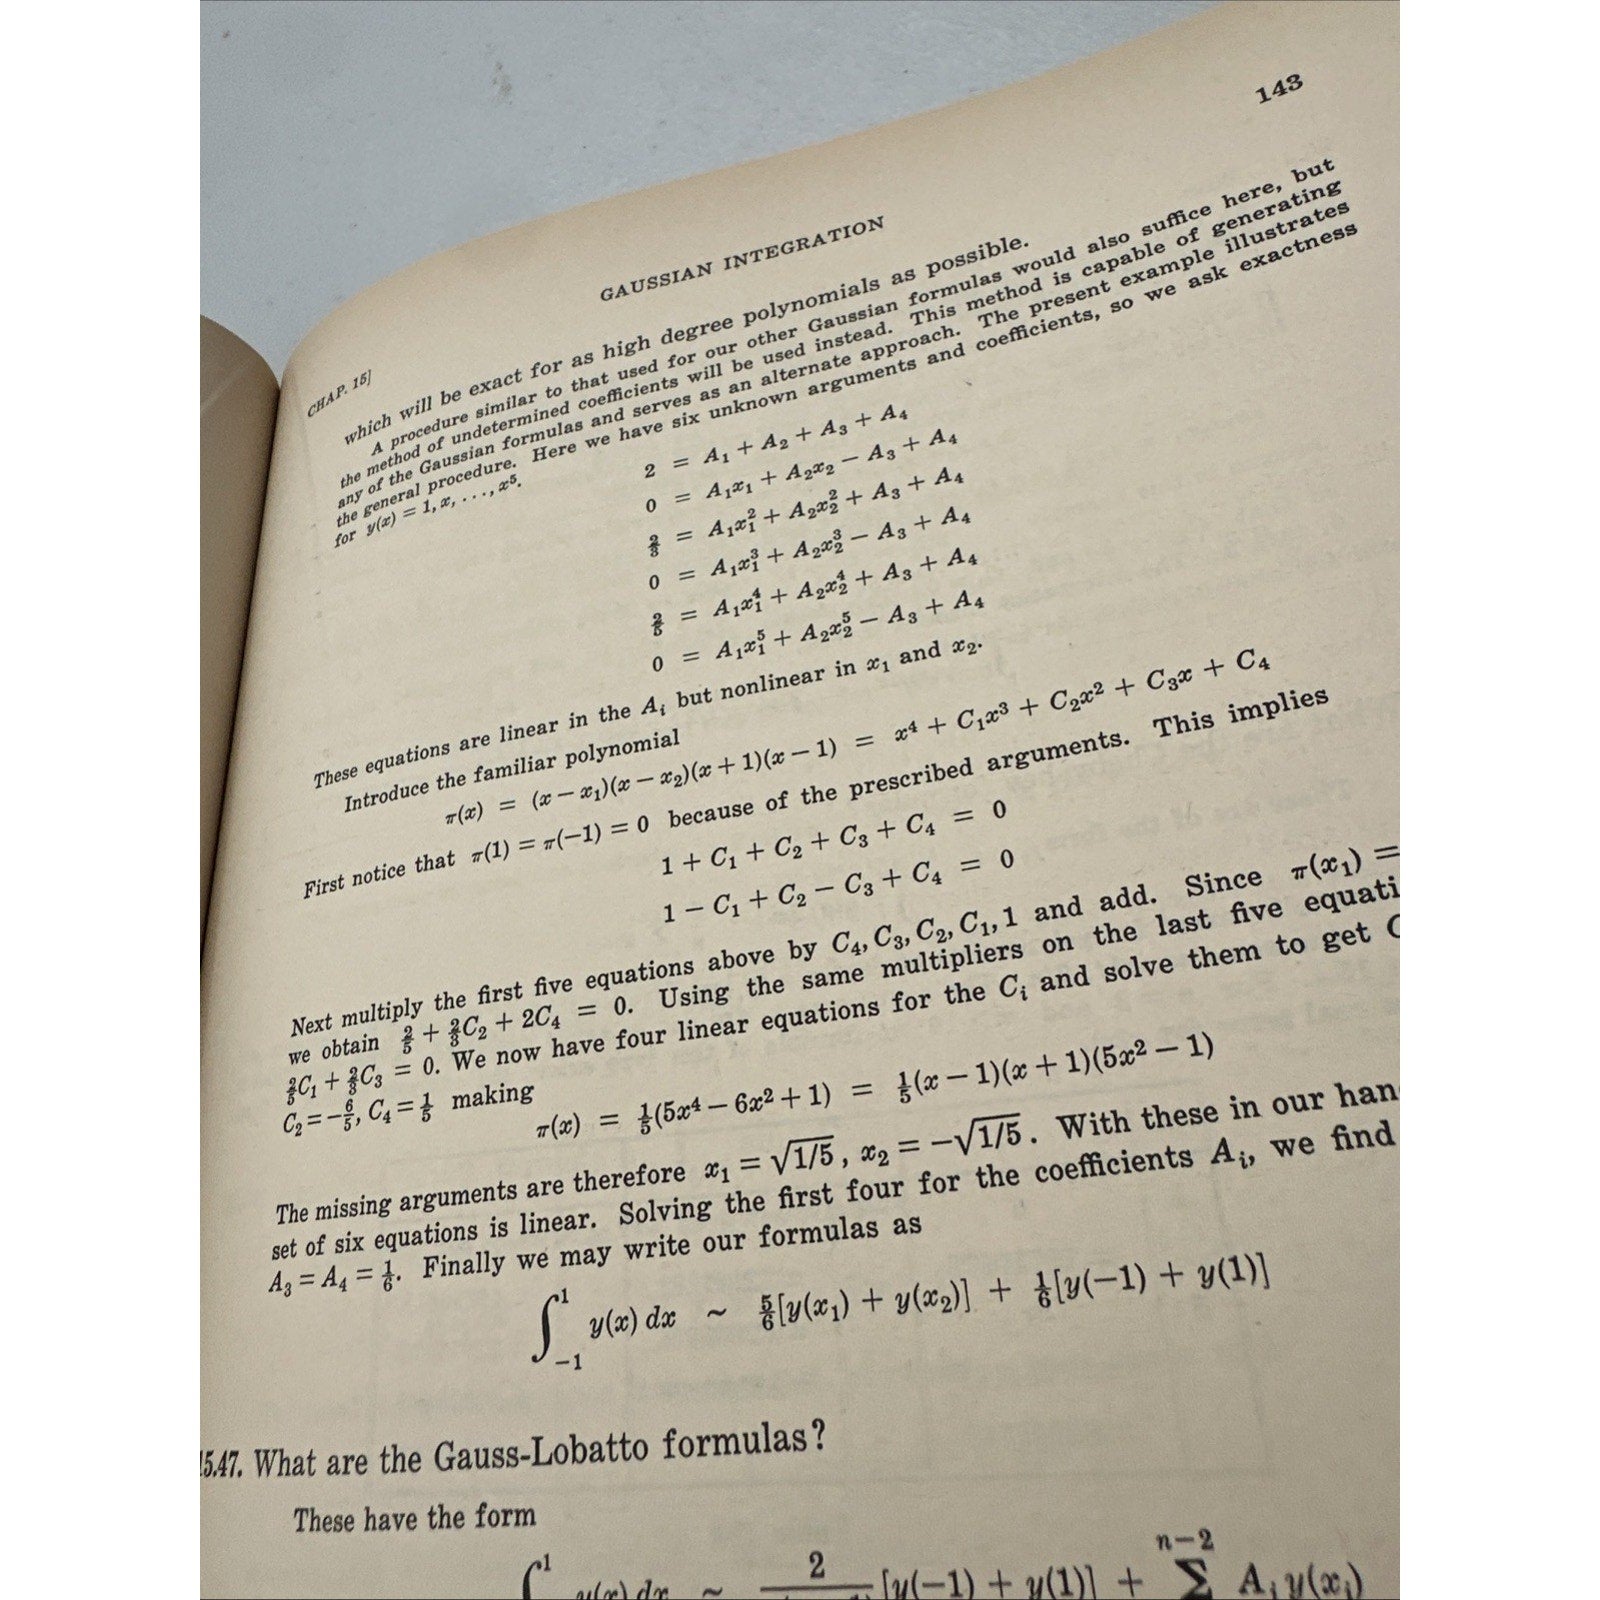 143
CHAP. 15] GAUSSIAN INTEGRATION
which will be exact for as high degree polynomials as possible.
A procedure similar to that used for our other Gaussian formulas would also suffice here, but
the method of undetermined coefficients will be used instead. This method is capable of generating
any of the Gaussian formulas and serves as an alternate approach. The present example illustrates
the general procedure. Here we have six unknown arguments and coefficients, so we ask exactness
for y(x) = 1, x, . . ., x⁵.
2 = A₁ + A₂ + A₃ + A₄
0 = A₁x₁ + A₂x₂ − A₃ + A₄
2/3 = A₁x₁² + A₂x₂² + A₃ + A₄
0 = A₁x₁³ + A₂x₂³ − A₃ + A₄
2/5 = A₁x₁⁴ + A₂x₂⁴ + A₃ + A₄
0 = A₁x₁⁵ + A₂x₂⁵ − A₃ + A₄
These equations are linear in the Aᵢ but nonlinear in x₁ and x₂.
Introduce the familiar polynomial
π(x) = (x − x₁)(x − x₂)(x + 1)(x − 1) = x⁴ + C₁x³ + C₂x² + C₃x + C₄
First notice that π(1) = π(−1) = 0 because of the prescribed arguments. This implies
1 + C₁ + C₂ + C₃ + C₄ = 0
1 − C₁ + C₂ − C₃ + C₄ = 0
Next multiply the first five equations above by C₄, C₃, C₂, C₁, 1 and add. Since π(x₁) =
we obtain 2/5 + 2/3C₂ + 2C₄ = 0. Using the same multipliers on the last five equati
2/5C₁ + 2/3C₃ = 0. We now have four linear equations for the Cᵢ and solve them to get C
C₂ = −6/5, C₄ = 1/5 making
π(x) = 1/5(5x⁴ − 6x² + 1) = 1/5(x − 1)(x + 1)(5x² − 1)
The missing arguments are therefore x₁ = √1/5, x₂ = −√1/5. With these in our han
set of six equations is linear. Solving the first four for the coefficients Aᵢ, we find
A₃ = A₄ = 1/6. Finally we may write our formulas as
∫₋₁¹ y(x) dx ~ 5/6[y(x₁) + y(x₂)] + 1/6[y(−1) + y(1)]
15.47. What are the Gauss-Lobatto formulas?
These have the form
∫¹ y(x) dx ~ 2 [y(−1) + y(1)] + Σ n−2 Aᵢ y(xᵢ)